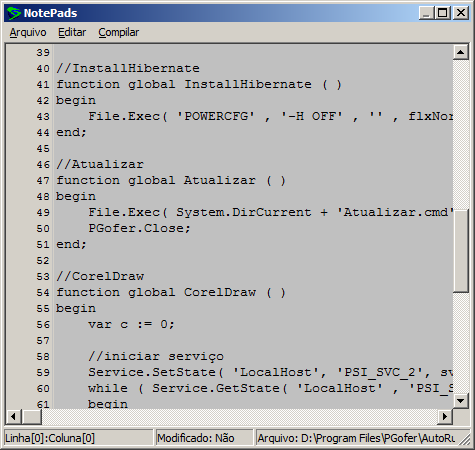 NotePads
Arquivo Editar Compilar
39
40 //InstallHibernate
41 function global InstallHibernate ( )
42 begin
43 File.Exec( 'POWERCFG' , '-H OFF' , '' , flxNor
44 end;
45
46 //Atualizar
47 function global Atualizar ( )
48 begin
49 File.Exec( System.DirCurrent + 'Atualizar.cmd'
50 PGofer.Close;
51 end;
52
53 //CorelDraw
54 function global CorelDraw ( )
55 begin
56 var c := 0;
57
58 //iniciar serviço
59 Service.SetState( 'LocalHost', 'PSI_SVC_2', sv
60 while ( Service.GetState( 'LocalHost' , 'PSI_S
61 begin
Linha[0]:Coluna[0] Modificado: Não Arquivo: D:\Program Files\PGofer\AutoRu